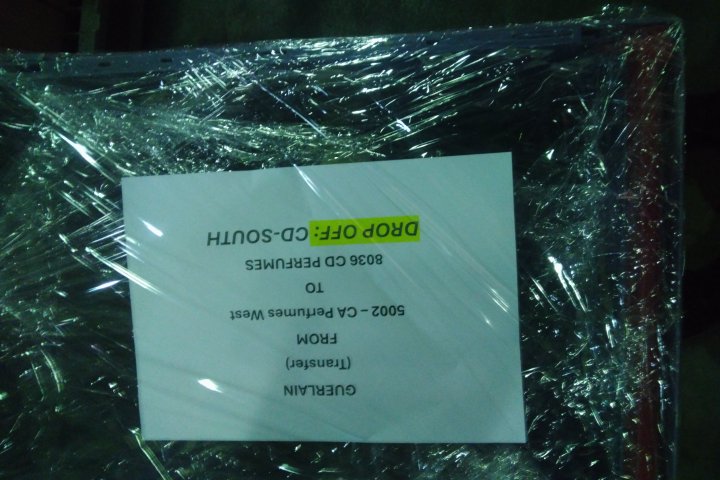 GUERLAIN
(Transfer)
FROM
5002 – CA Perfumes West
TO
8036 CD PERFUMES
DROP OFF: CD-SOUTH